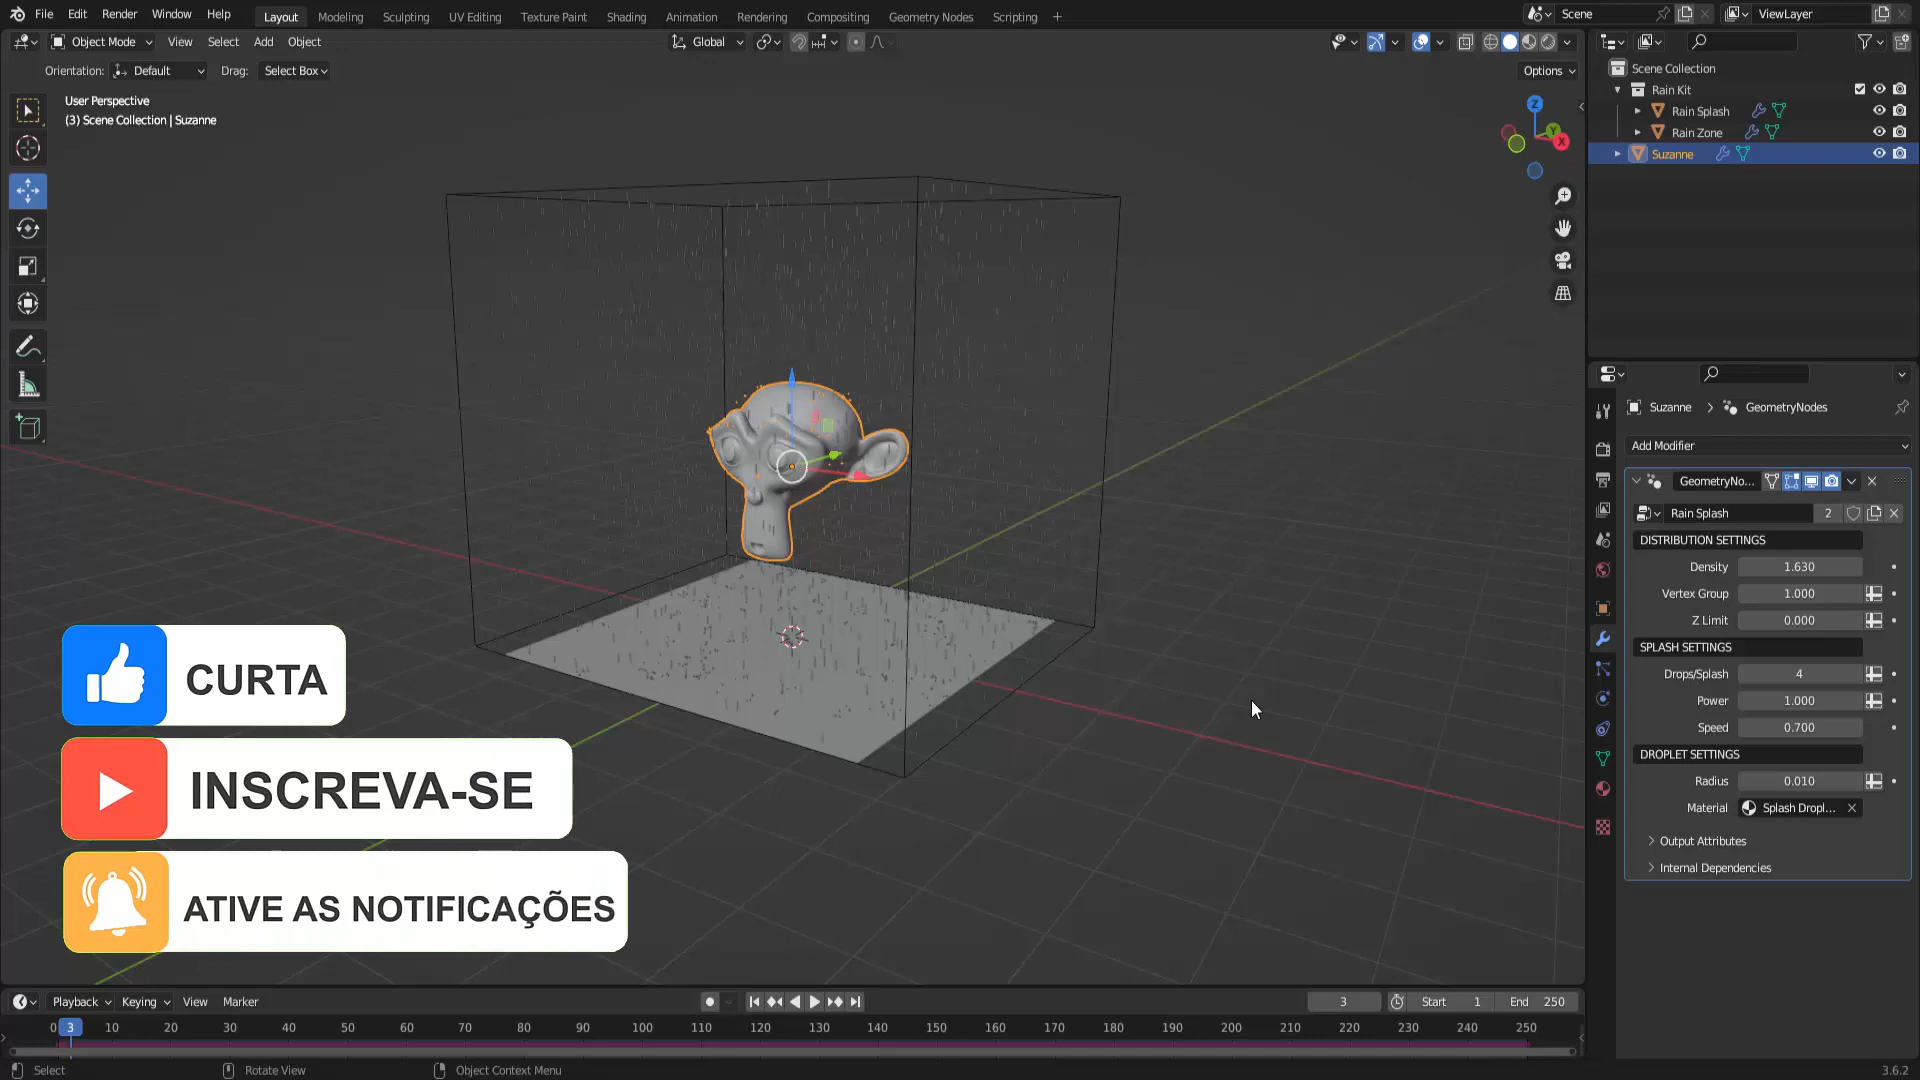 File Edit Render Window Help Layout Modeling Sculpting UV Editing Texture Paint Shading Animation Rendering Compositing Geometry Nodes Scripting + Scene ViewLayer
Object Mode View Select Add Object Global
Orientation: Default Drag: Select Box Options
User Perspective
(3) Scene Collection | Suzanne
Z
Y
X
CURTA
INSCREVA-SE
ATIVE AS NOTIFICAÇÕES
Scene Collection
Rain Kit
Rain Splash
Rain Zone
Suzanne
Suzanne > GeometryNodes
Add Modifier
GeometryNo...
Rain Splash 2
DISTRIBUTION SETTINGS
Density 1.630
Vertex Group 1.000
Z Limit 0.000
SPLASH SETTINGS
Drops/Splash 4
Power 1.000
Speed 0.700
DROPLET SETTINGS
Radius 0.010
Material Splash Dropl...
Output Attributes
Internal Dependencies
Playback Keying View Marker 3 Start 1 End 250
0 3 10 20 30 40 50 60 70 80 90 100 110 120 130 140 150 160 170 180 190 200 210 220 230 240 250
Select Rotate View Object Context Menu 3.6.2